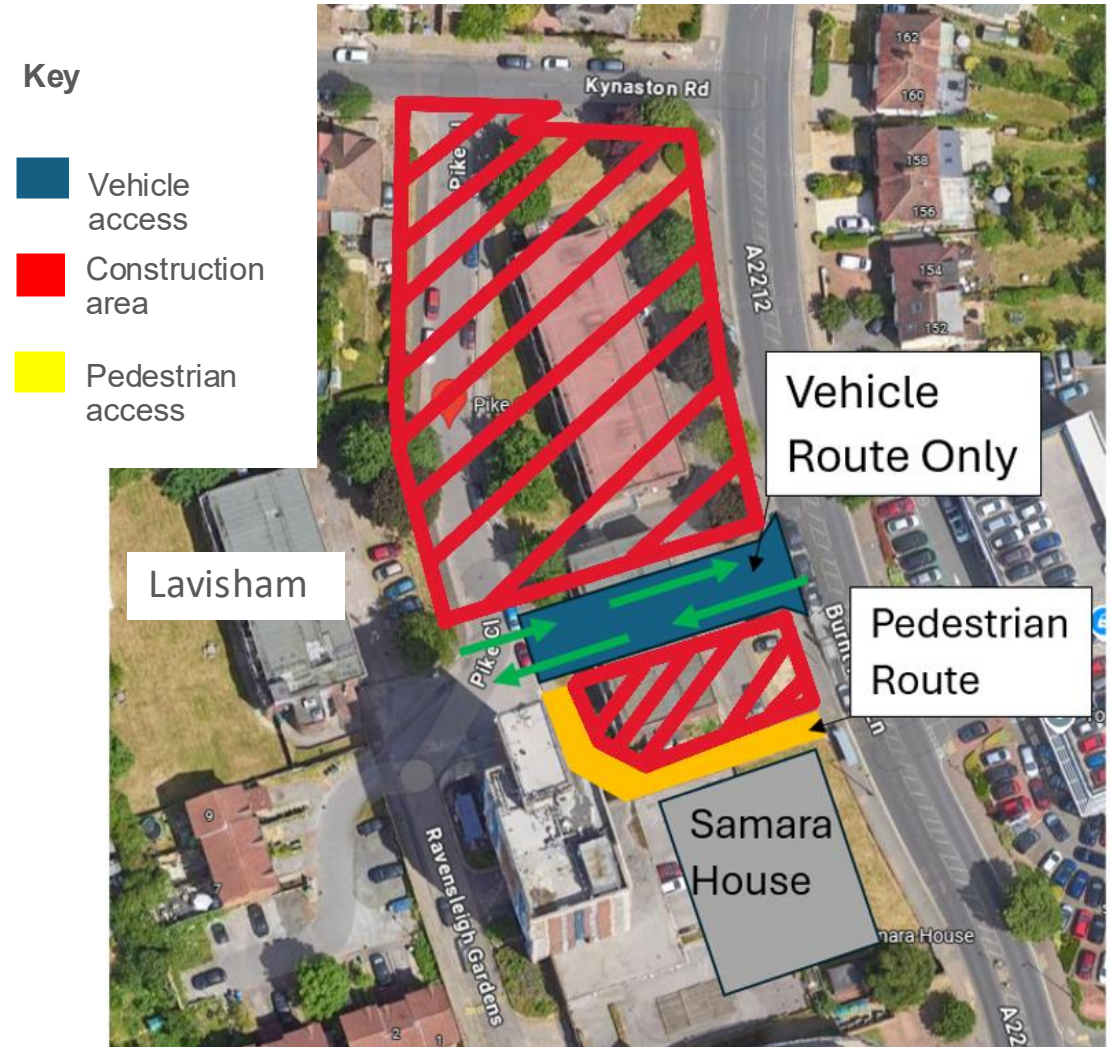 Key
Vehicle
access
Construction
area
Pedestrian
access
Kynaston Rd
162
160
158
156
154
152
A2212
Vehicle
Route Only
Lavisham
Pike Cl
Pedestrian
Route
Samara
House
9
7
Ravensleigh Gardens
2
1